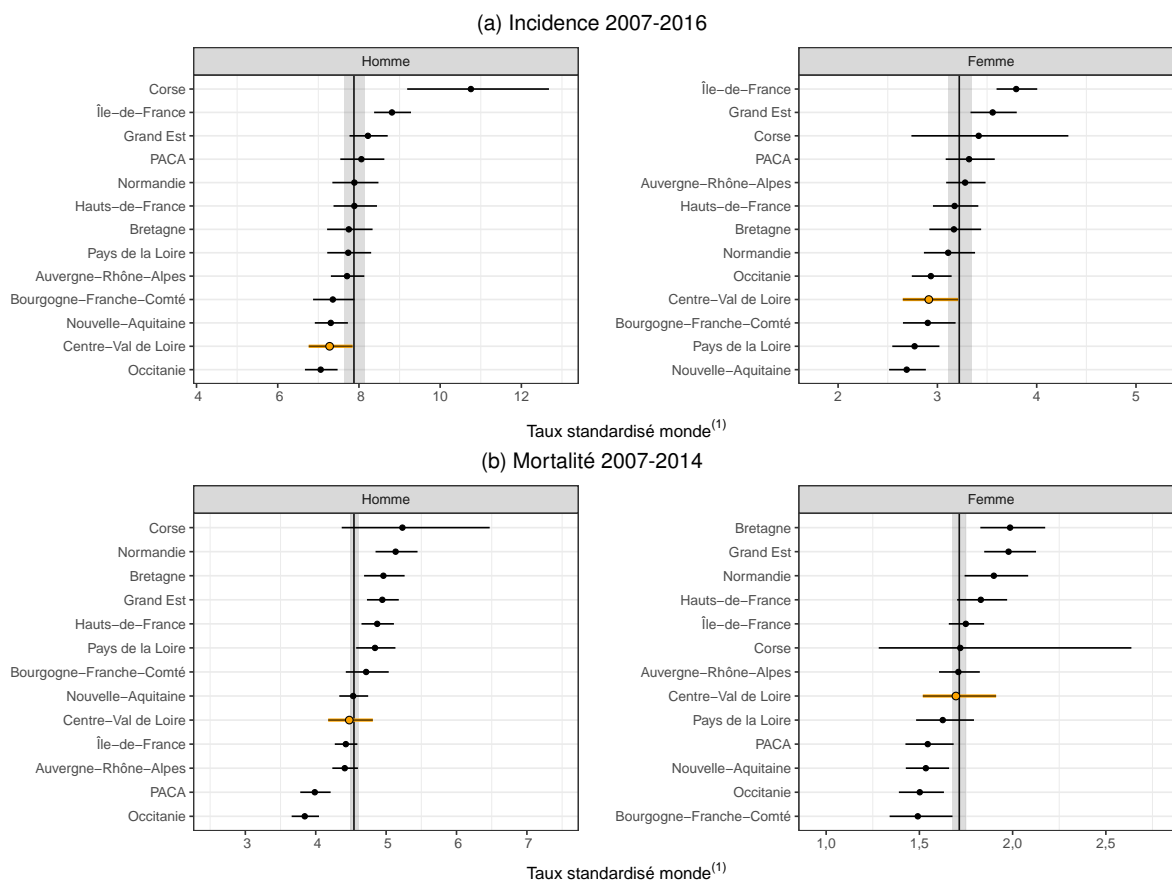 (a) Incidence 2007-2016
Homme
Corse
Île−de−France
Grand Est
PACA
Normandie
Hauts−de−France
Bretagne
Pays de la Loire
Auvergne−Rhône−Alpes
Bourgogne−Franche−Comté
Nouvelle−Aquitaine
Centre−Val de Loire
Occitanie
4 6 8 10 12
Femme
Île−de−France
Grand Est
Corse
PACA
Auvergne−Rhône−Alpes
Hauts−de−France
Bretagne
Normandie
Occitanie
Centre−Val de Loire
Bourgogne−Franche−Comté
Pays de la Loire
Nouvelle−Aquitaine
2 3 4 5
Taux standardisé monde(1)
(b) Mortalité 2007-2014
Homme
Corse
Normandie
Bretagne
Grand Est
Hauts−de−France
Pays de la Loire
Bourgogne−Franche−Comté
Nouvelle−Aquitaine
Centre−Val de Loire
Île−de−France
Auvergne−Rhône−Alpes
PACA
Occitanie
3 4 5 6 7
Femme
Bretagne
Grand Est
Normandie
Hauts−de−France
Île−de−France
Corse
Auvergne−Rhône−Alpes
Centre−Val de Loire
Pays de la Loire
PACA
Nouvelle−Aquitaine
Occitanie
Bourgogne−Franche−Comté
1,0 1,5 2,0 2,5
Taux standardisé monde(1)